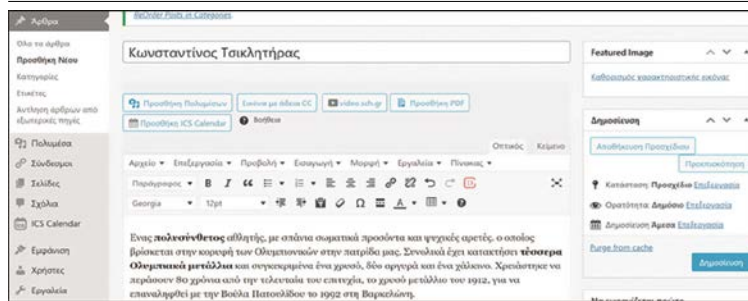 Άρθρα
ReOrder Posts in Categories.
Όλα τα άρθρα
Προσθήκη Νέου
Κατηγορίες
Ετικέτες
Άντληση άρθρων από
εξωτερικές πηγές
Πολυμέσα
Σύνδεσμοι
Σελίδες
Σχόλια
ICS Calendar
Εμφάνιση
Χρήστες
Εργαλεία
Κωνσταντίνος Τσικλητήρας
Προσθήκη Πολυμέσων
Εικόνα με άδεια CC
video.sch.gr
Προσθήκη PDF
Προσθήκη ICS Calendar
Βοήθεια
Οπτικός Κείμενο
Αρχείο Επεξεργασία Προβολή Εισαγωγή Μορφή Εργαλεία Πίνακας
Παράγραφος B I
Georgia 12pt Ω A
Ένας πολυσύνθετος αθλητής, με σπάνια σωματικά προσόντα και ψυχικές αρετές, ο οποίος
βρίσκεται στην κορυφή των Ολυμπιονικών στην πατρίδα μας. Συνολικά έχει κατακτήσει τέσσερα
Ολυμπιακά μετάλλια και συγκεκριμένα ένα χρυσό, δύο αργυρά και ένα χάλκινο. Χρειάστηκε να
περάσουν 80 χρόνια από την τελευταία του επιτυχία, το χρυσό μετάλλιο του 1912, για να
επαναληφθεί με την Βούλα Πατουλίδου το 1992 στη Βαρκελώνη.
Featured Image
Καθορισμός χαρακτηριστικής εικόνας
Δημοσίευση
Αποθήκευση Προσχεδίου
Προεπισκόπηση
Κατάσταση: Προσχέδιο Επεξεργασία
Ορατότητα: Δημόσιο Επεξεργασία
Δημοσίευση Άμεσα Επεξεργασία
Purge from cache
Δημοσίευση